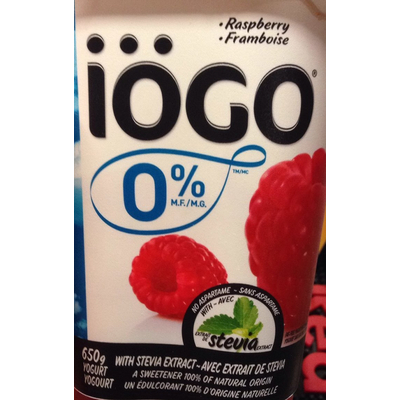 • Raspberry
• Framboise
iögo®
0%
M.F./M.G.
TM/MC
NO ASPARTAME - SANS ASPARTAME
WITH - AVEC
EXTRAIT DE stevia EXTRACT
650g
YOGURT
YOGOURT
WITH STEVIA EXTRACT - AVEC EXTRAIT DE STEVIA
A SWEETENER 100% OF NATURAL ORIGIN
UN ÉDULCORANT 100% D'ORIGINE NATURELLE